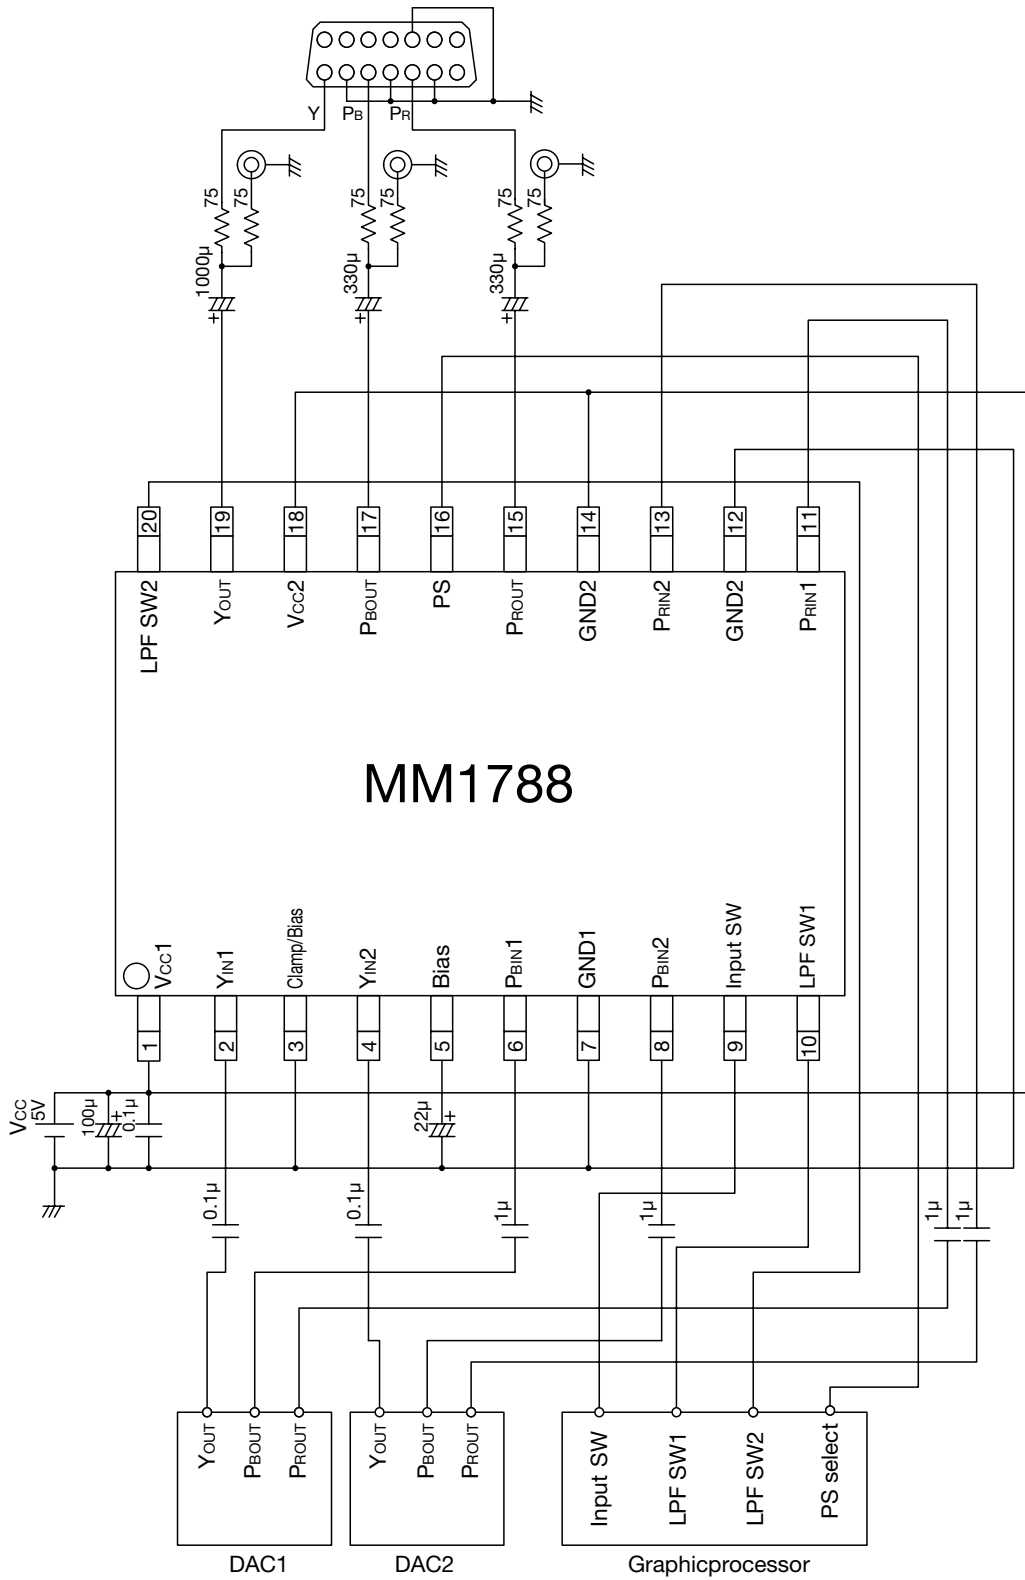 Y
PB
PR
75
75
75
75
75
75
1000µ
330µ
330µ
+
+
+
20
19
18
17
16
15
14
13
12
11
LPF SW2
YOUT
VCC2
PBOUT
PS
PROUT
GND2
PRIN2
GND2
PRIN1
MM1788
VCC1
YIN1
Clamp/Bias
YIN2
Bias
PBIN1
GND1
PBIN2
Input SW
LPF SW1
1
2
3
4
5
6
7
8
9
10
VCC
5V
100µ
+
0.1µ
22µ
+
0.1µ
0.1µ
1µ
1µ
1µ
1µ
YOUT
PBOUT
PROUT
YOUT
PBOUT
PROUT
Input SW
LPF SW1
LPF SW2
PS select
DAC1
DAC2
Graphicprocessor